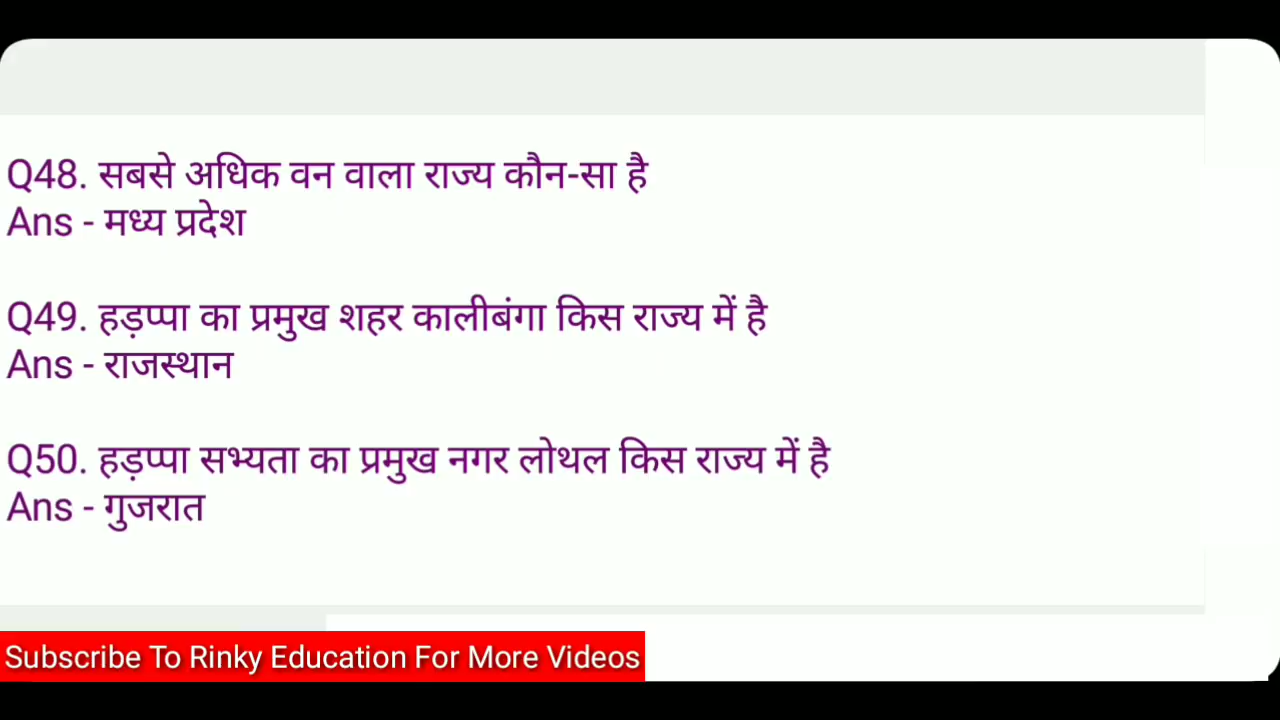 Q48. सबसे अधिक वन वाला राज्य कौन-सा है
Ans - मध्य प्रदेश
Q49. हड़प्पा का प्रमुख शहर कालीबंगा किस राज्य में है
Ans - राजस्थान
Q50. हड़प्पा सभ्यता का प्रमुख नगर लोथल किस राज्य में है
Ans - गुजरात
Subscribe To Rinky Education For More Videos